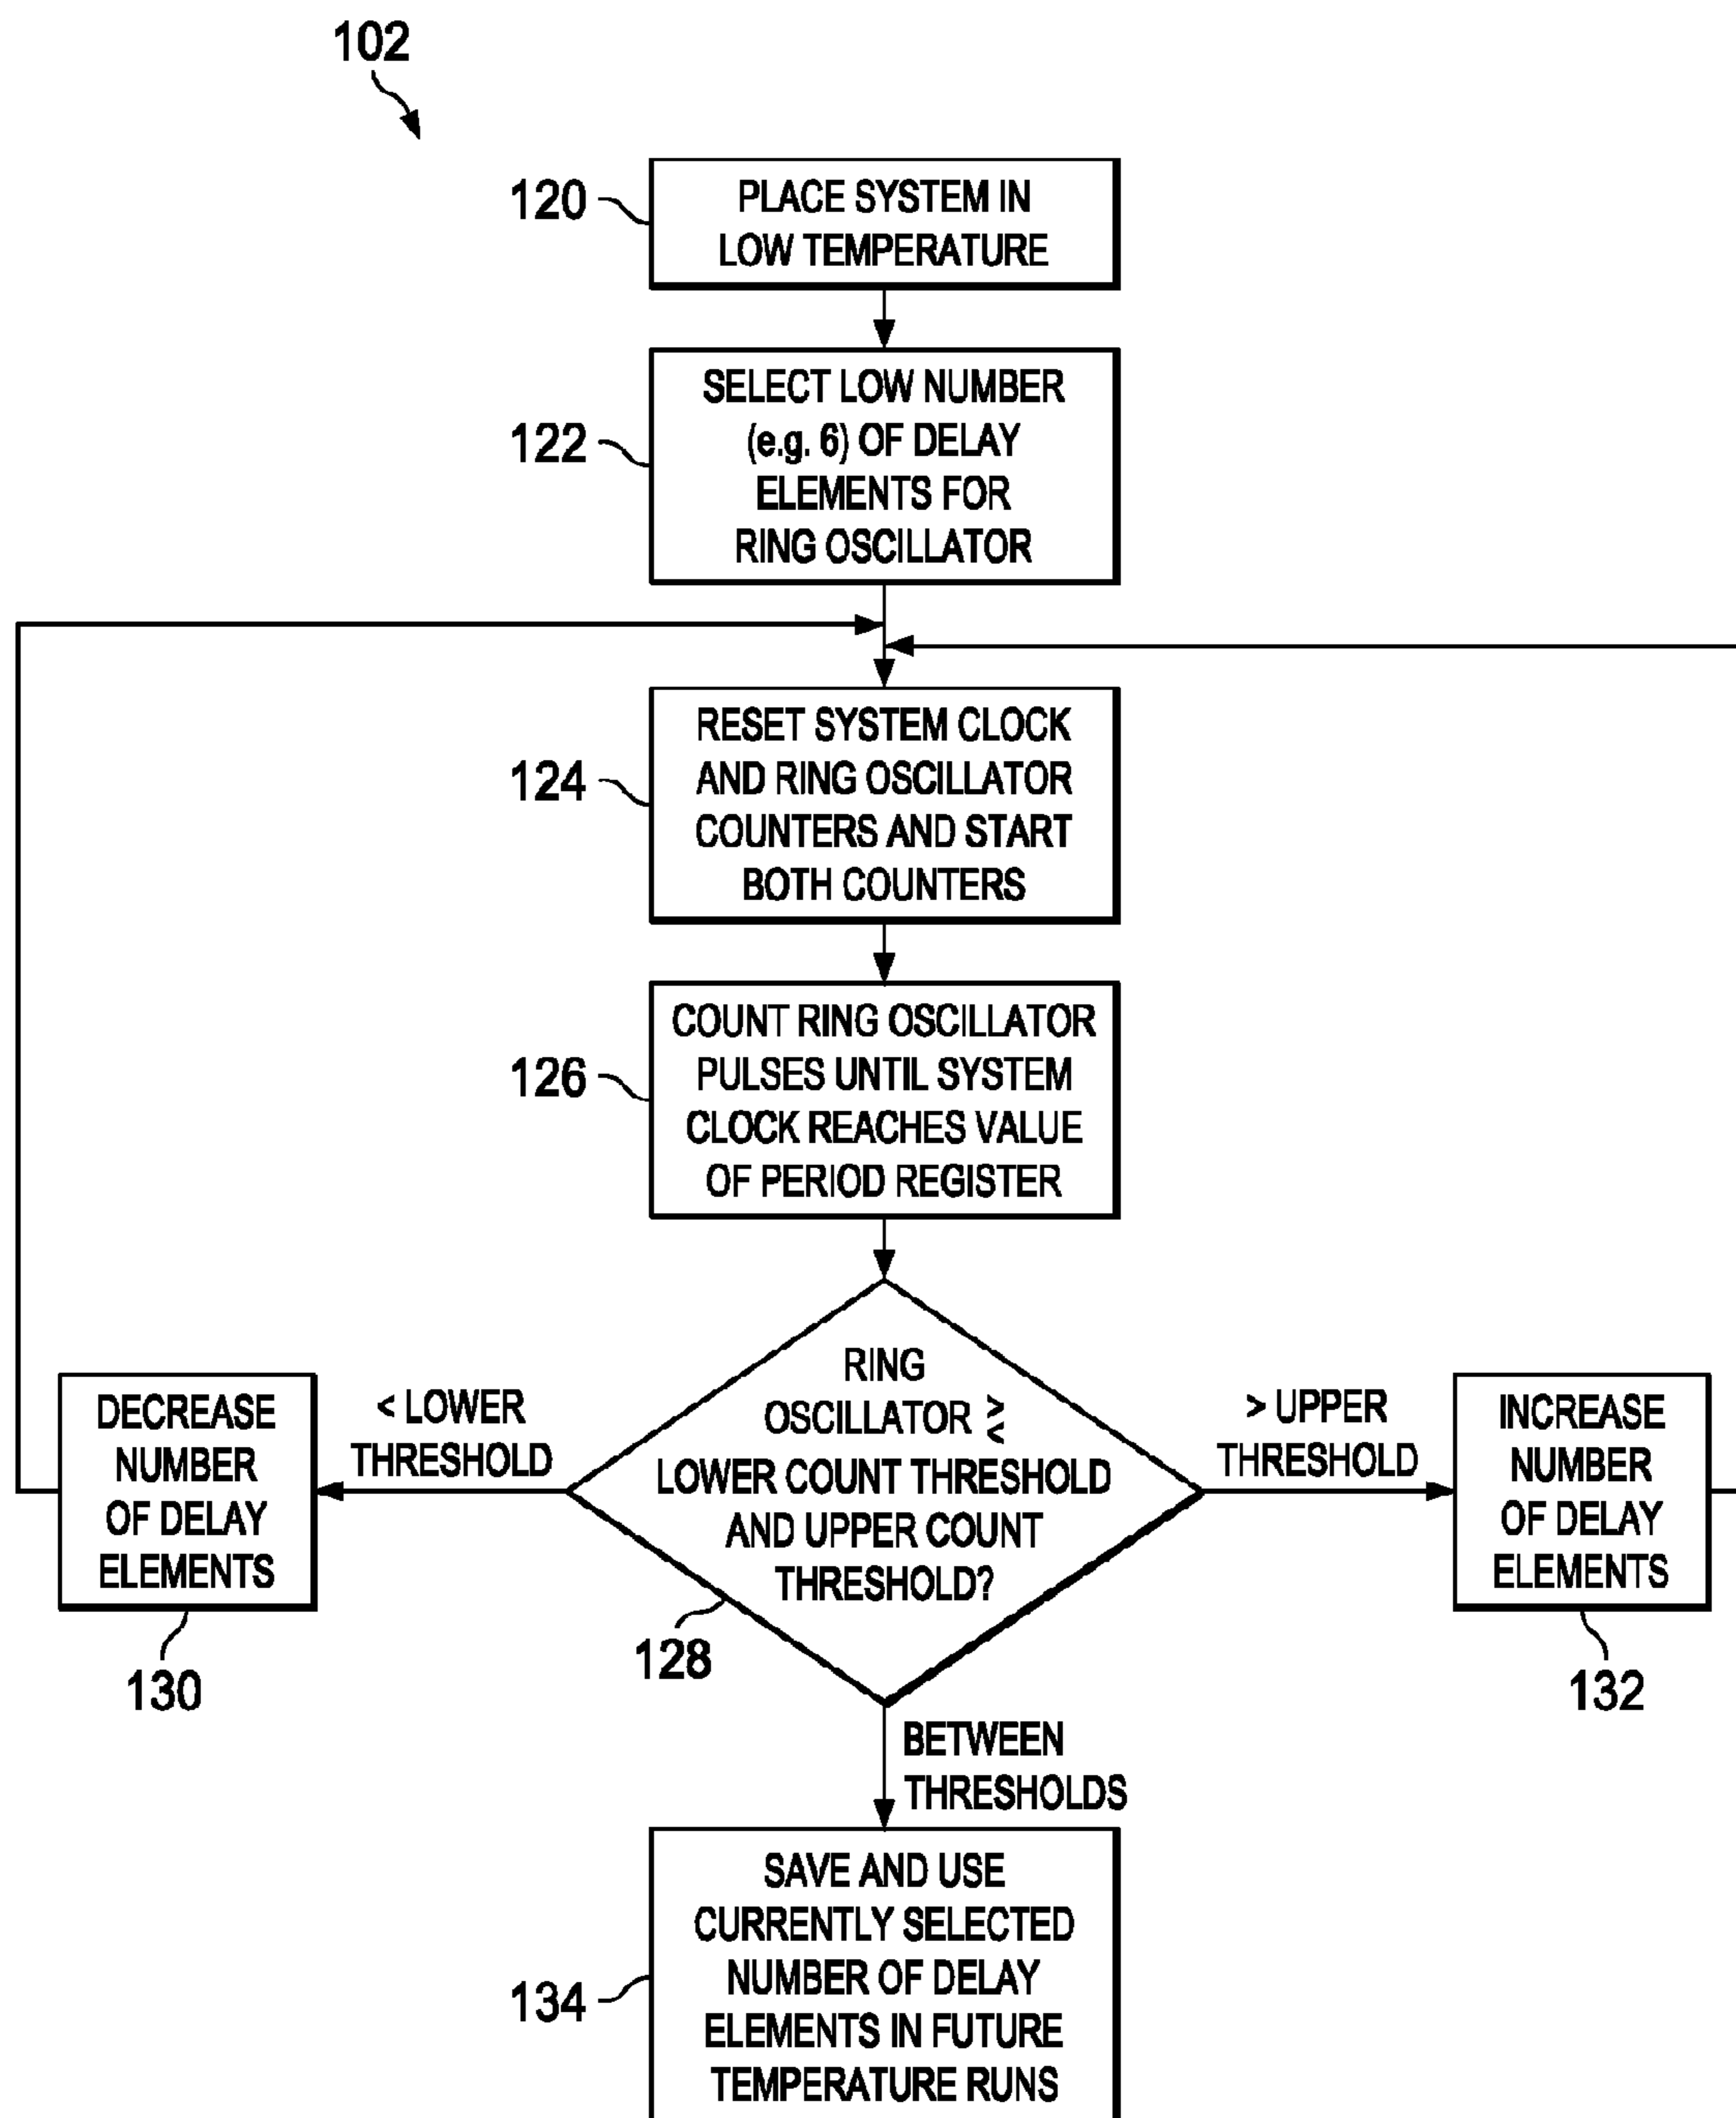 102
120
PLACE SYSTEM IN
LOW TEMPERATURE
122
SELECT LOW NUMBER
(e.g. 6) OF DELAY
ELEMENTS FOR
RING OSCILLATOR
124
RESET SYSTEM CLOCK
AND RING OSCILLATOR
COUNTERS AND START
BOTH COUNTERS
126
COUNT RING OSCILLATOR
PULSES UNTIL SYSTEM
CLOCK REACHES VALUE
OF PERIOD REGISTER
RING
OSCILLATOR ≷
LOWER COUNT THRESHOLD
AND UPPER COUNT
THRESHOLD?
128
< LOWER
THRESHOLD
DECREASE
NUMBER
OF DELAY
ELEMENTS
130
> UPPER
THRESHOLD
INCREASE
NUMBER
OF DELAY
ELEMENTS
132
BETWEEN
THRESHOLDS
134
SAVE AND USE
CURRENTLY SELECTED
NUMBER OF DELAY
ELEMENTS IN FUTURE
TEMPERATURE RUNS